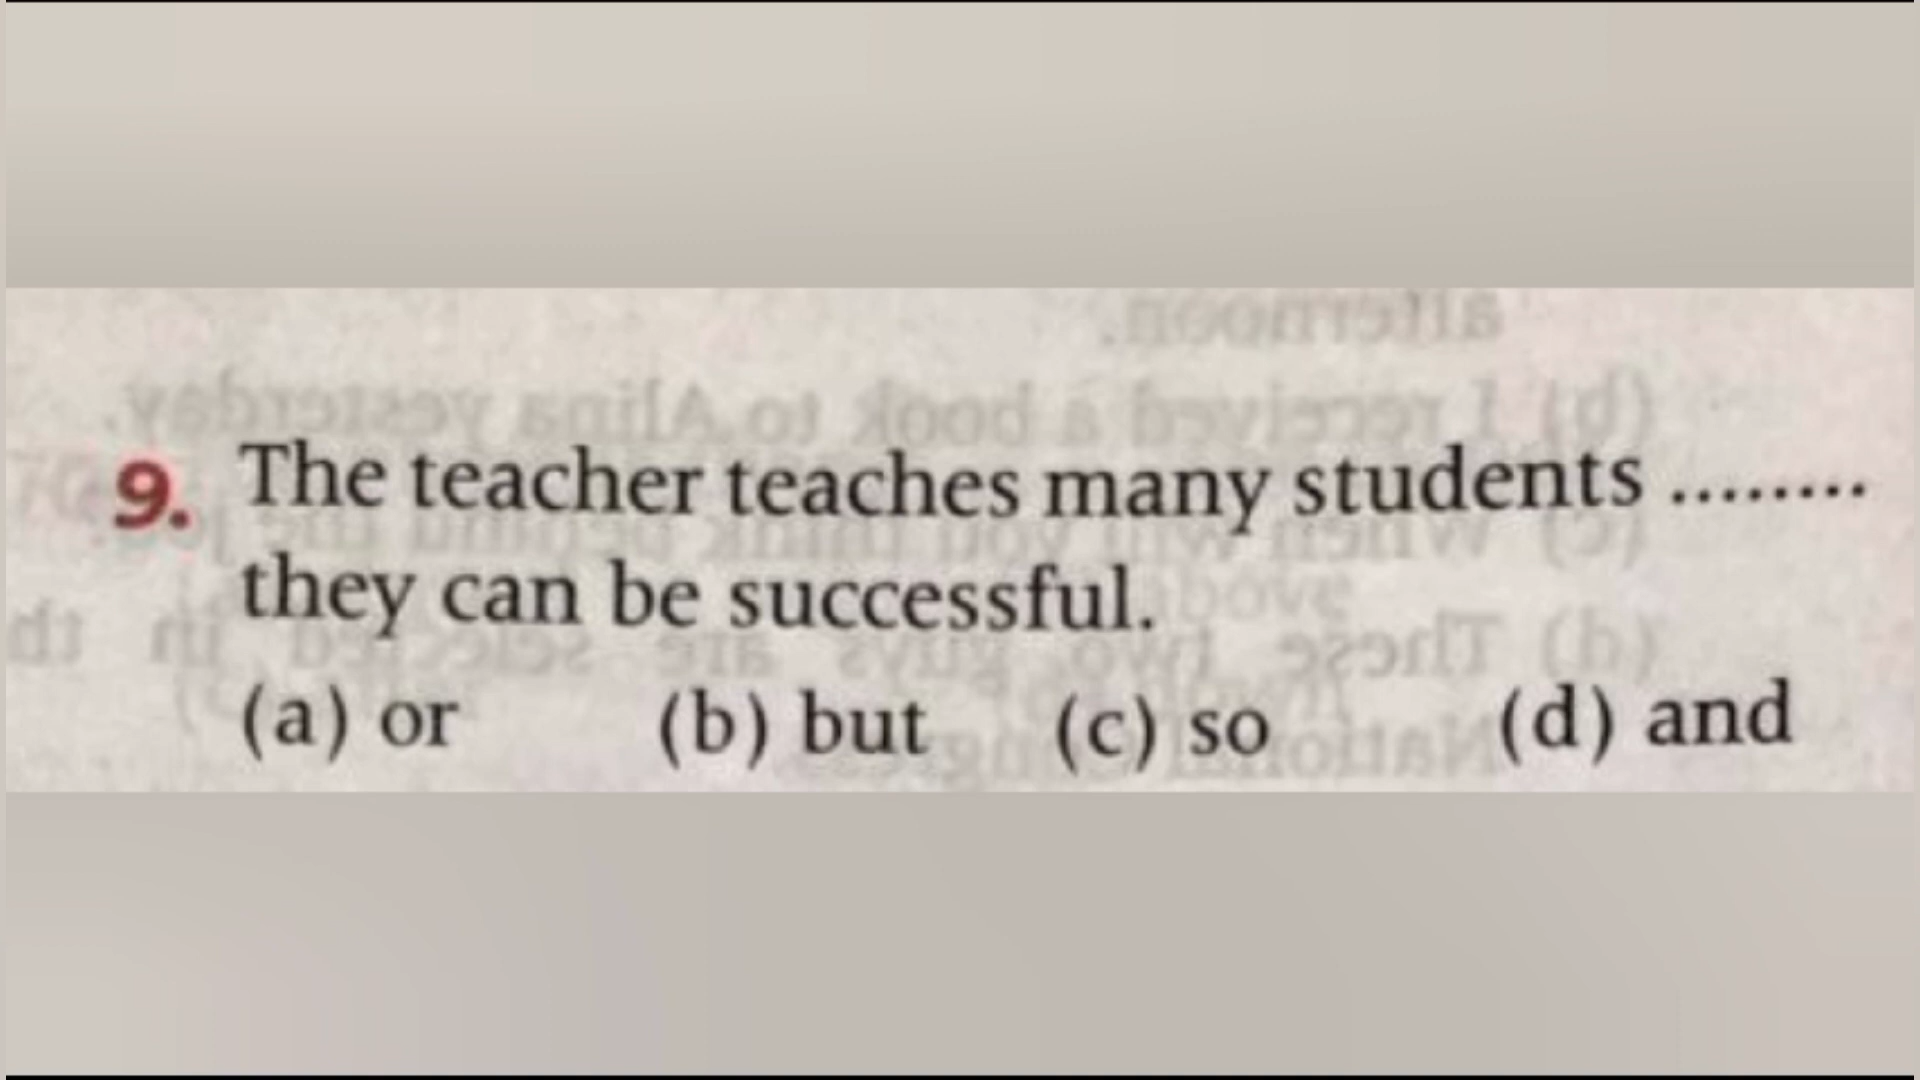 9. The teacher teaches many students ........
they can be successful.
(a) or (b) but (c) so (d) and